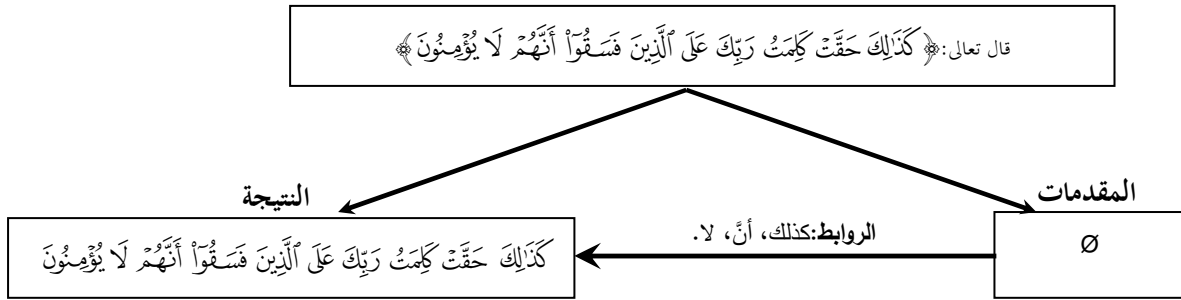 قال تعالى:﴿ كَذَٰلِكَ حَقَّتۡ كَلِمَتُ رَبِّكَ عَلَى ٱلَّذِينَ فَسَقُوٓاْ أَنَّهُمۡ لَا يُؤۡمِنُونَ ﴾
المقدمات
النتيجة
Ø
الروابط:كذلك، أنَّ، لا.
كَذَٰلِكَ حَقَّتۡ كَلِمَتُ رَبِّكَ عَلَى ٱلَّذِينَ فَسَقُوٓاْ أَنَّهُمۡ لَا يُؤۡمِنُونَ